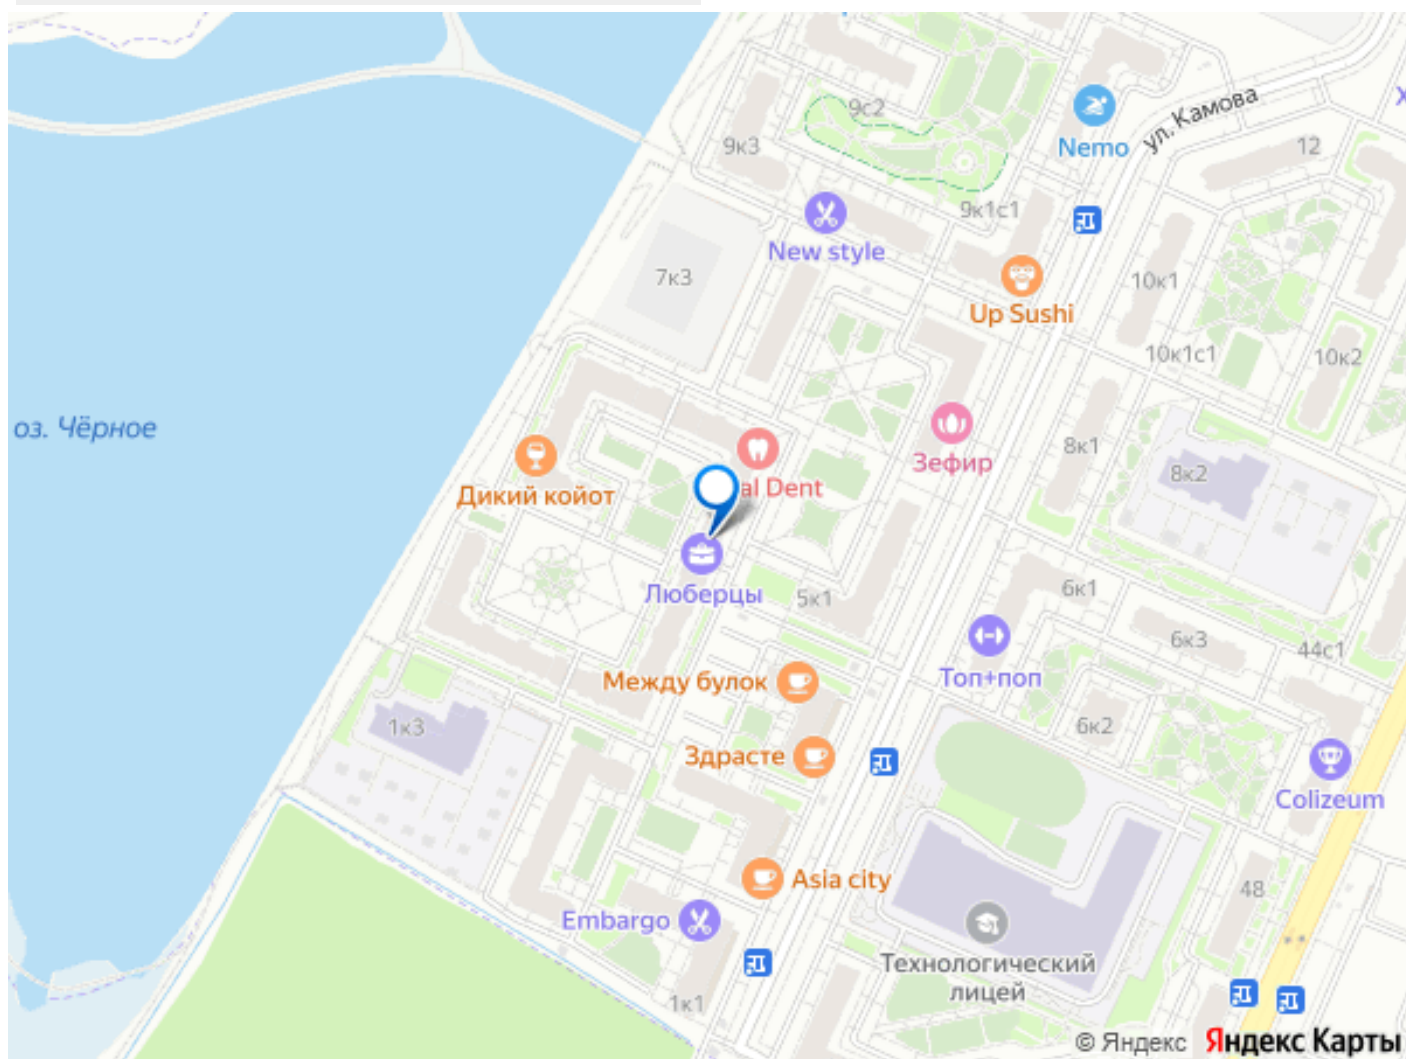 9с2
ул. Камова
Nemo
9к3
12
9к1с1
New style
7к3
10к1
Up Sushi
10к1с1
10к2
оз. Чёрное
Зефир
8к1
8к2
Дикий койот
al Dent
Люберцы
5к1
6к1
6к3
44с1
Между булок
Топ+поп
6к2
1к3
Здрасте
Colizeum
Asia city
48
Embargo
Технологический
лицей
1к1
© Яндекс Яндекс Карты